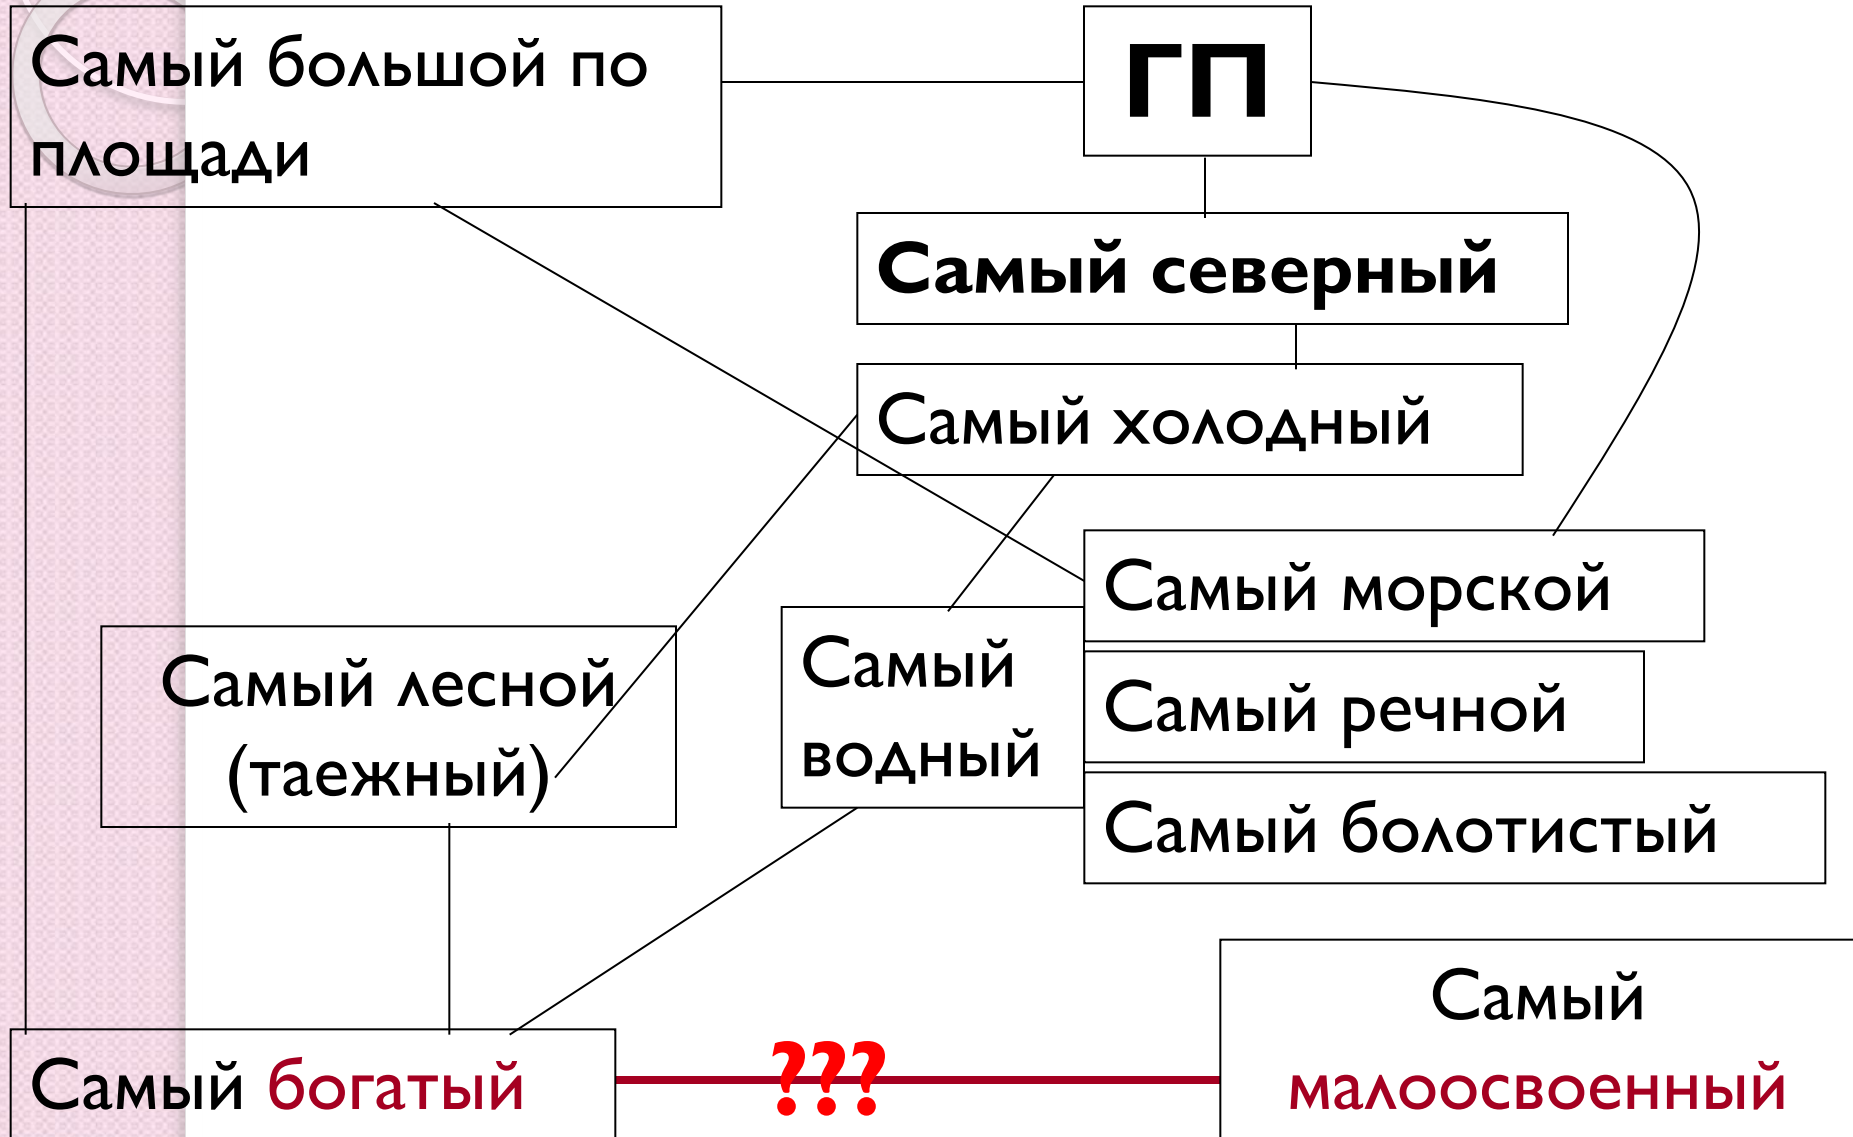 Самый большой по
площади
ГП
Самый северный
Самый холодный
Самый морской
Самый лесной
(таежный)
Самый
водный
Самый речной
Самый болотистый
Самый богатый
???
Самый
малоосвоенный